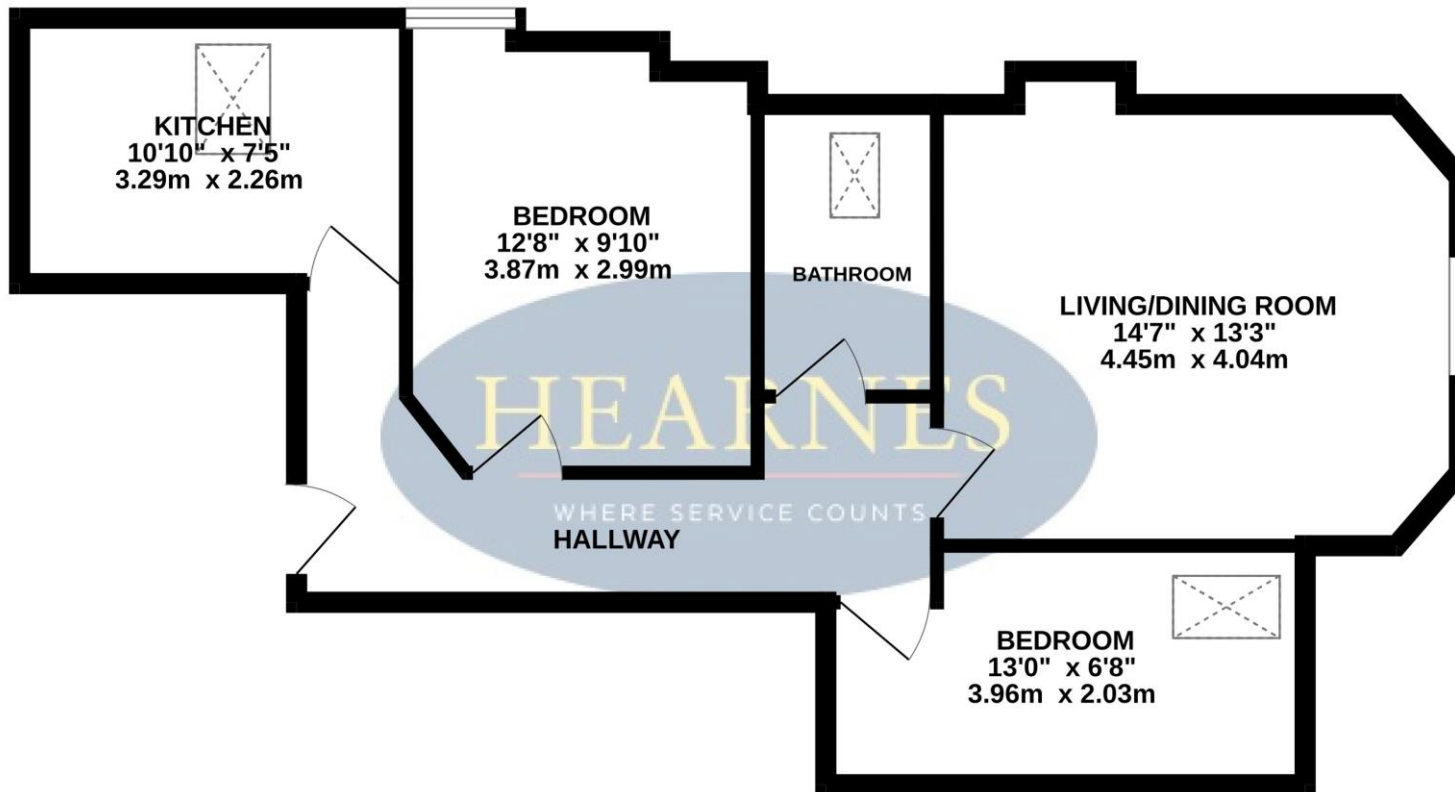 KITCHEN
10'10" x 7'5"
3.29m x 2.26m
BEDROOM
12'8" x 9'10"
3.87m x 2.99m
BATHROOM
LIVING/DINING ROOM
14'7" x 13'3"
4.45m x 4.04m
HEARNES
WHERE SERVICE COUNTS
HALLWAY
BEDROOM
13'0" x 6'8"
3.96m x 2.03m